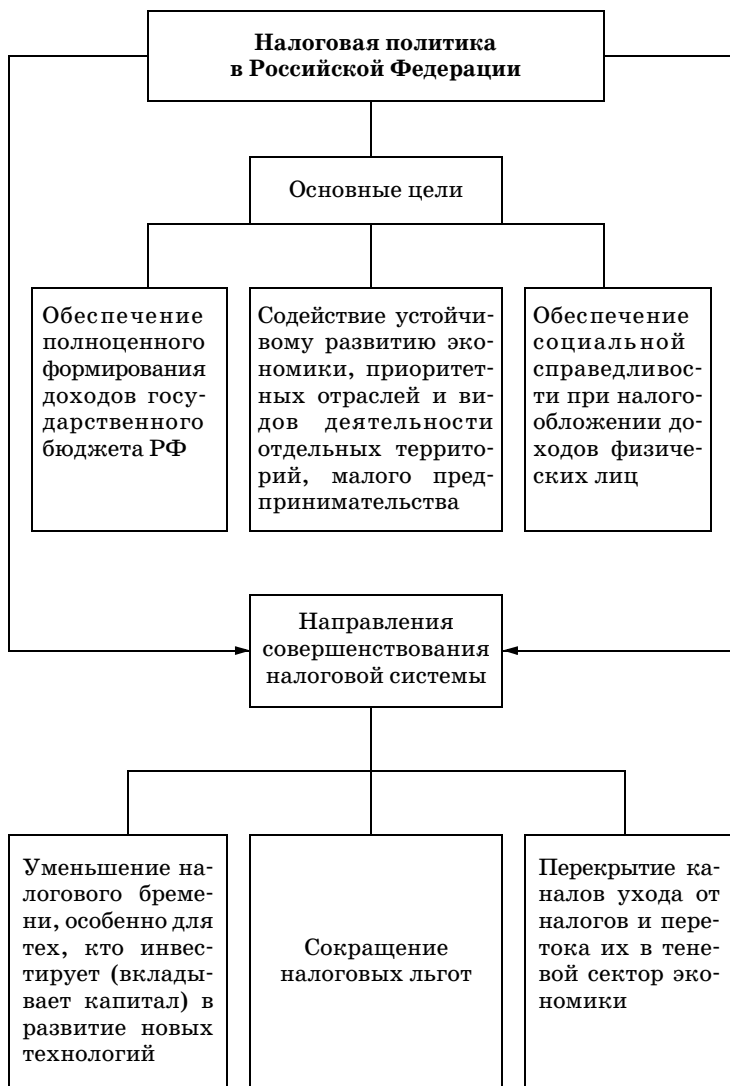 Налоговая политика
в Российской Федерации
Основные цели
Обеспечение
полноценного
формирования
доходов госу-
дарственного
бюджета РФ
Содействие устойчи-
вому развитию эко-
номики, приоритет-
ных отраслей и ви-
дов деятельности
отдельных террито-
рий, малого пред-
принимательства
Обеспечение
социальной
справедливос-
ти при налого-
обложении до-
ходов физиче-
ских лиц
Направления
совершенствования
налоговой системы
Уменьшение на-
логового бреме-
ни, особенно для
тех, кто инвес-
тирует (вклады-
вает капитал) в
развитие новых
технологий
Сокращение
налоговых льгот
Перекрытие ка-
налов ухода от
налогов и пере-
тока их в тене-
вой сектор эко-
номики